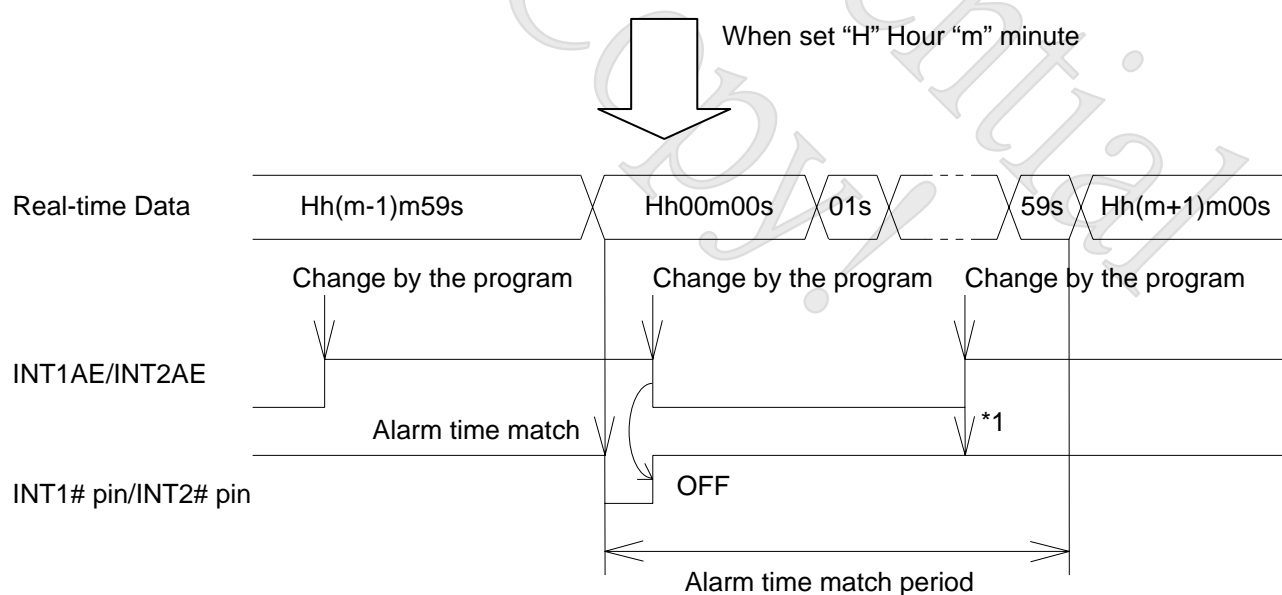 When set “H” Hour “m” minute
Real-time Data
Hh(m-1)m59s
Hh00m00s
01s
59s
Hh(m+1)m00s
Change by the program
Change by the program
Change by the program
INT1AE/INT2AE
Alarm time match
*1
INT1# pin/INT2# pin
OFF
Alarm time match period
Copy!
ential